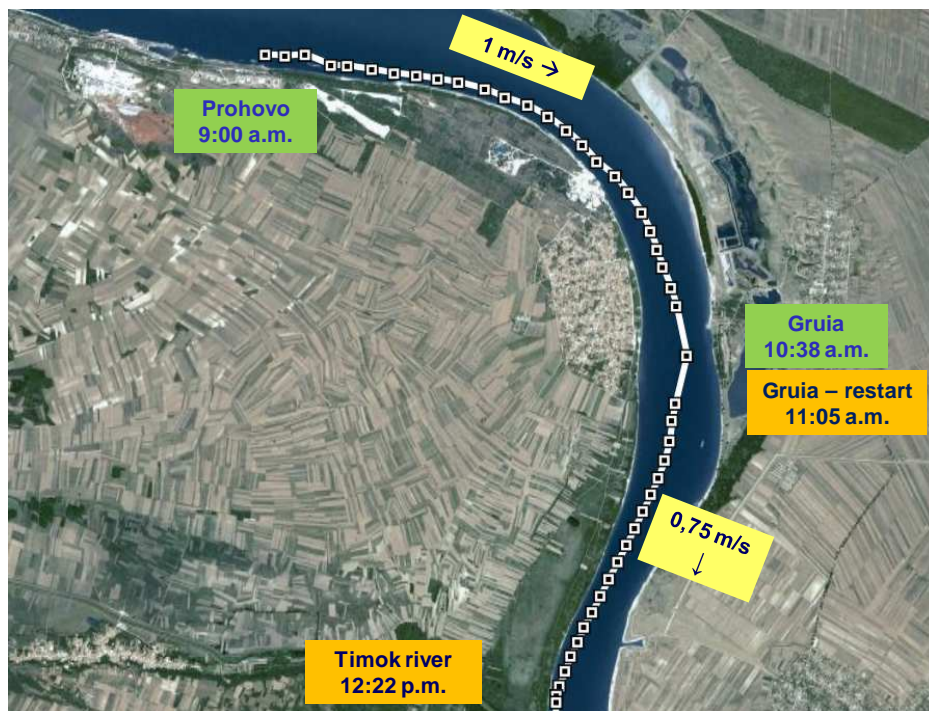 1 m/s →
Prohovo
9:00 a.m.
Gruia
10:38 a.m.
Gruia – restart
11:05 a.m.
0,75 m/s
↓
Timok river
12:22 p.m.